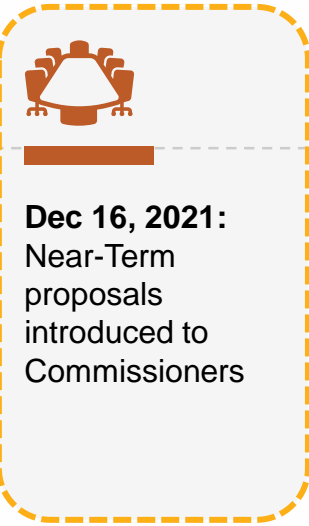 Dec 16, 2021:
Near-Term
proposals
introduced to
Commissioners